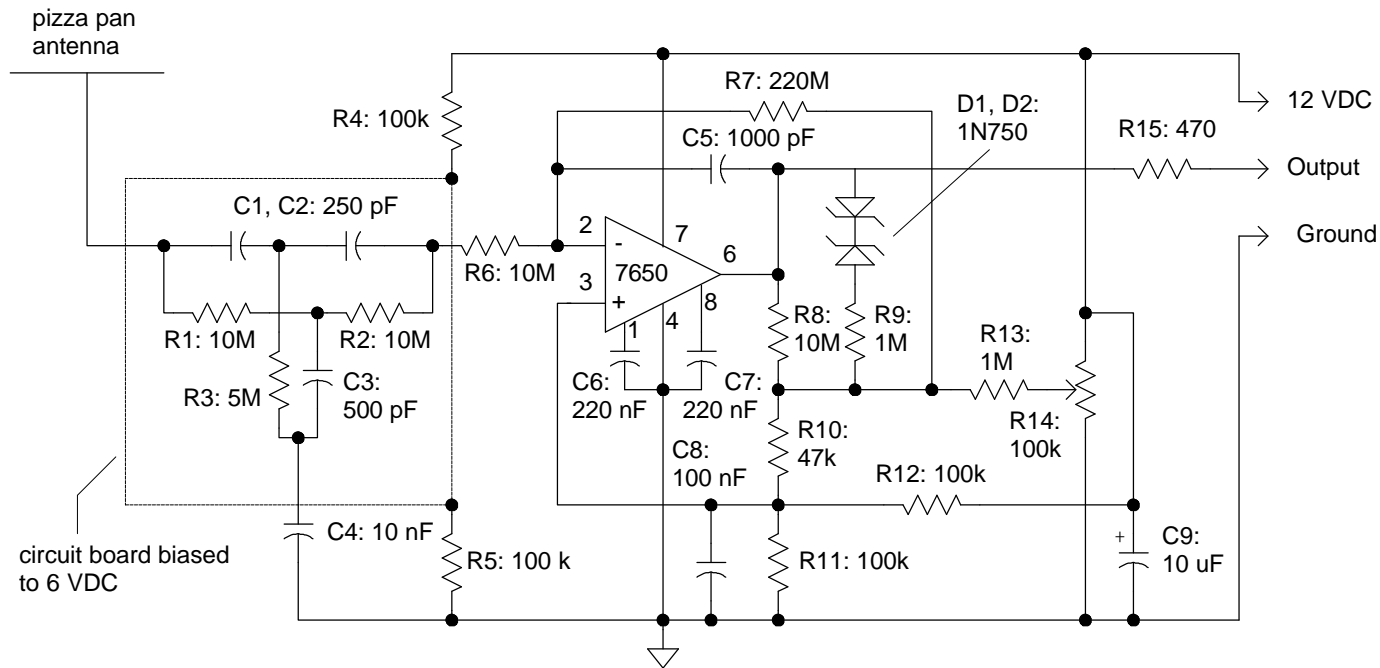 pizza pan
antenna
R4: 100k
R7: 220M
C5: 1000 pF
D1, D2:
1N750
12 VDC
R15: 470
Output
Ground
C1, C2: 250 pF
R6: 10M
2
-
7
7650
6
3
+
8
1
4
R1: 10M
R2: 10M
R3: 5M
C3:
500 pF
C6:
220 nF
C7:
220 nF
R8:
10M
R9:
1M
R13:
1M
R14:
100k
R10:
47k
C8:
100 nF
R12: 100k
circuit board biased
to 6 VDC
C4: 10 nF
R5: 100 k
R11: 100k
+
C9:
10 uF